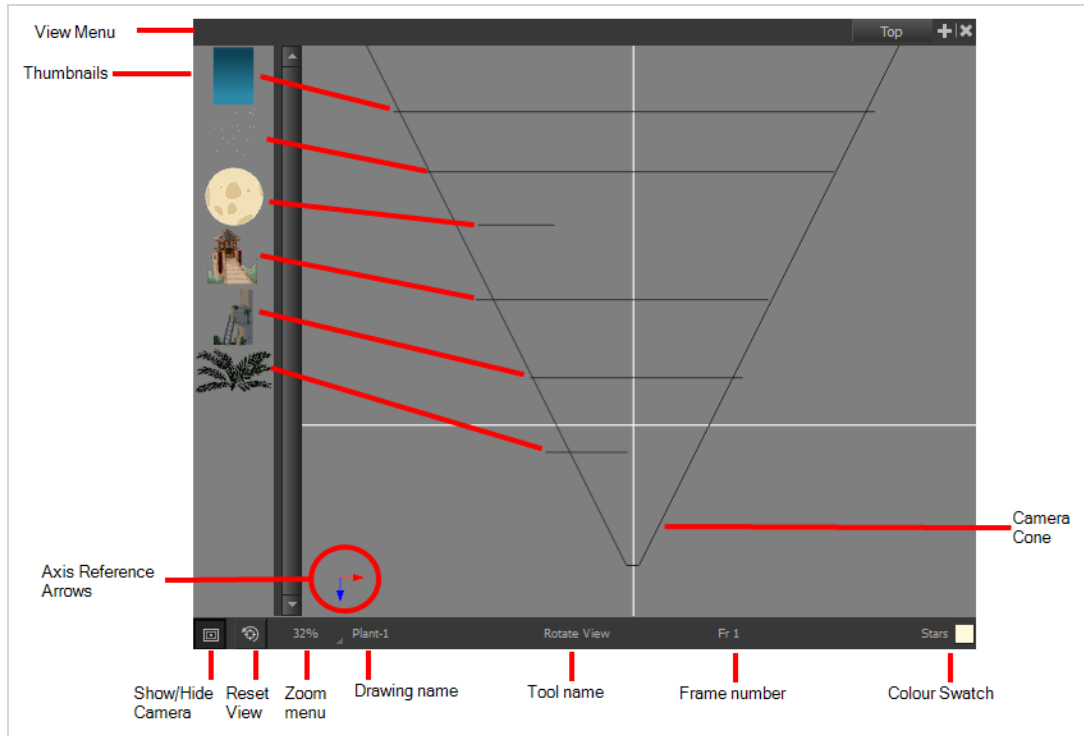 View Menu
Top
Thumbnails
Camera
Cone
Axis Reference
Arrows
32%
Plant-1
Rotate View
Fr 1
Stars
Show/Hide
Camera
Reset
View
Zoom
menu
Drawing name
Tool name
Frame number
Colour Swatch